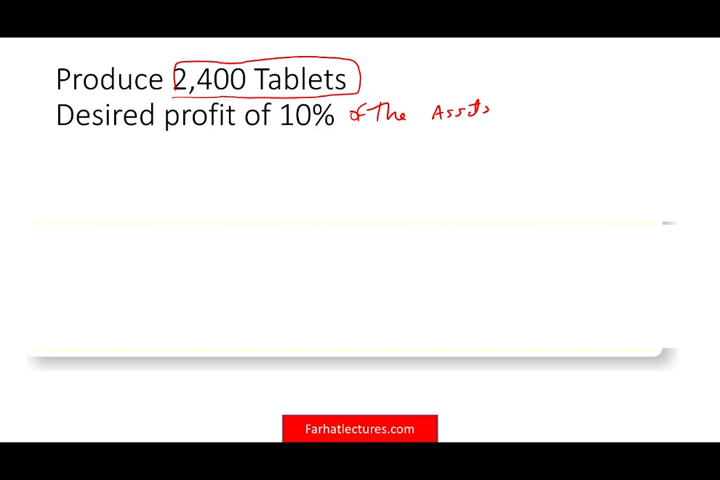 Produce 2,400 Tablets
Desired profit of 10% of The Assets
Farhatlectures.com